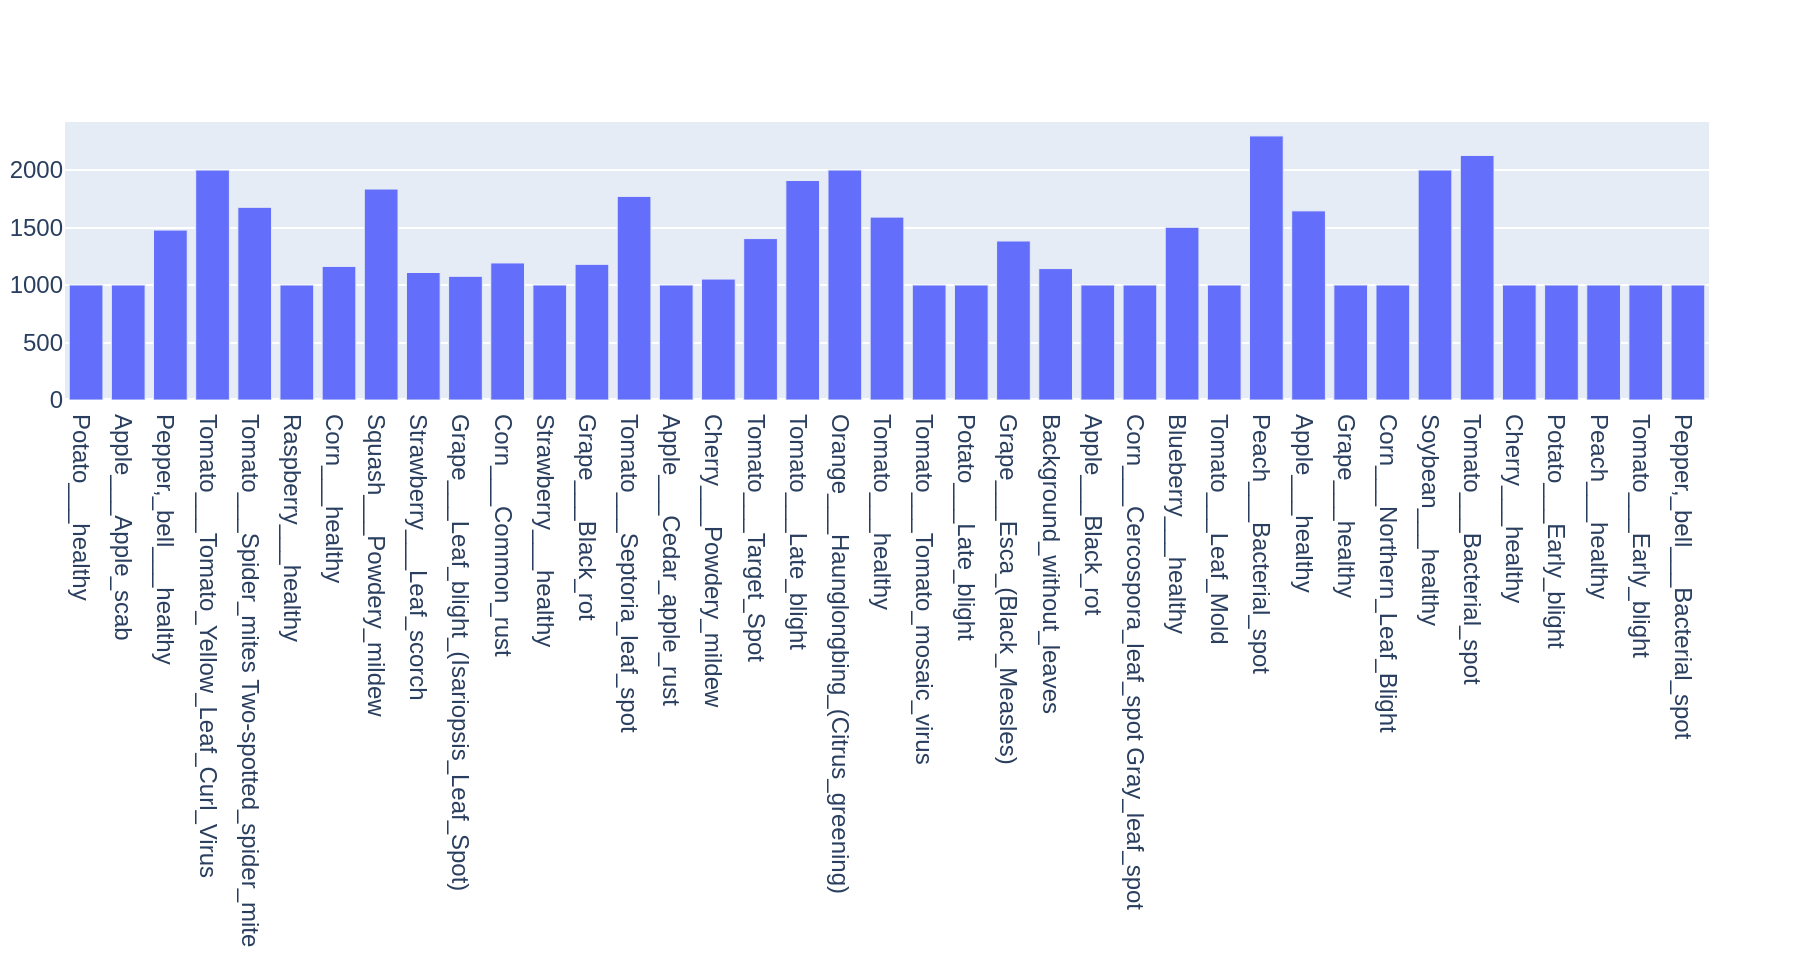 2000
1500
1000
500
0
Potato___healthy
Apple___Apple_scab
Pepper,_bell___healthy
Tomato___Tomato_Yellow_Leaf_Curl_Virus
Tomato___Spider_mites Two-spotted_spider_mite
Raspberry___healthy
Corn___healthy
Squash___Powdery_mildew
Strawberry___Leaf_scorch
Grape___Leaf_blight_(Isariopsis_Leaf_Spot)
Corn___Common_rust
Strawberry___healthy
Grape___Black_rot
Tomato___Septoria_leaf_spot
Apple___Cedar_apple_rust
Cherry___Powdery_mildew
Tomato___Target_Spot
Tomato___Late_blight
Orange___Haunglongbing_(Citrus_greening)
Tomato___healthy
Tomato___Tomato_mosaic_virus
Potato___Late_blight
Grape___Esca_(Black_Measles)
Background_without_leaves
Apple___Black_rot
Corn___Cercospora_leaf_spot Gray_leaf_spot
Blueberry___healthy
Tomato___Leaf_Mold
Peach___Bacterial_spot
Apple___healthy
Grape___healthy
Corn___Northern_Leaf_Blight
Soybean___healthy
Tomato___Bacterial_spot
Cherry___healthy
Potato___Early_blight
Peach___healthy
Tomato___Early_blight
Pepper,_bell___Bacterial_spot